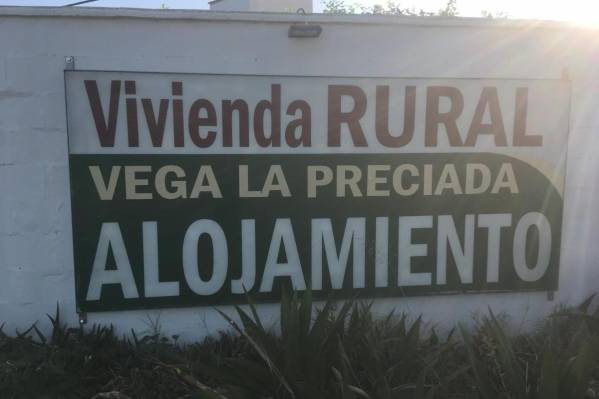 Vivienda RURAL
VEGA LA PRECIADA
ALOJAMIENTO